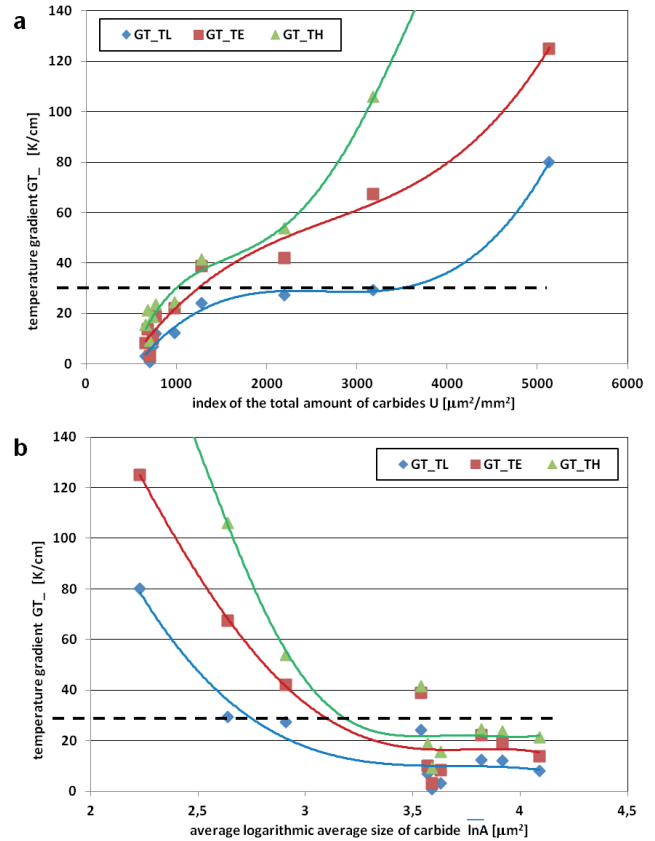 a
140
GT_TL GT_TE GT_TH
120
100
80
60
40
20
0
temperature gradient GT_ [K/cm]
0 1000 2000 3000 4000 5000 6000
index of the total amount of carbides U [μm²/mm²]
b
140
GT_TL GT_TE GT_TH
120
100
80
60
40
20
0
temperature gradient GT_ [K/cm]
2 2,5 3 3,5 4 4,5
average logarithmic average size of carbide lnA [μm²]